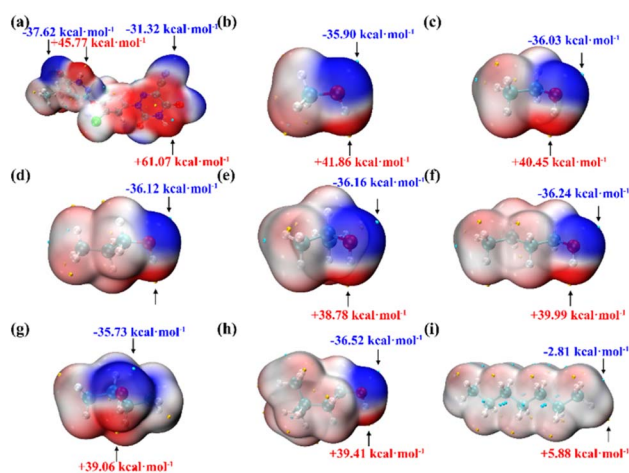 (a)
-37.62 kcal·mol⁻¹
+45.77 kcal·mol⁻¹
-31.32 kcal·mol⁻¹
+61.07 kcal·mol⁻¹
(b)
-35.90 kcal·mol⁻¹
+41.86 kcal·mol⁻¹
(c)
-36.03 kcal·mol⁻¹
+40.45 kcal·mol⁻¹
(d)
-36.12 kcal·mol⁻¹
(e)
-36.16 kcal·mol⁻¹
+38.78 kcal·mol⁻¹
(f)
-36.24 kcal·mol⁻¹
+39.99 kcal·mol⁻¹
(g)
-35.73 kcal·mol⁻¹
+39.06 kcal·mol⁻¹
(h)
-36.52 kcal·mol⁻¹
+39.41 kcal·mol⁻¹
(i)
-2.81 kcal·mol⁻¹
+5.88 kcal·mol⁻¹